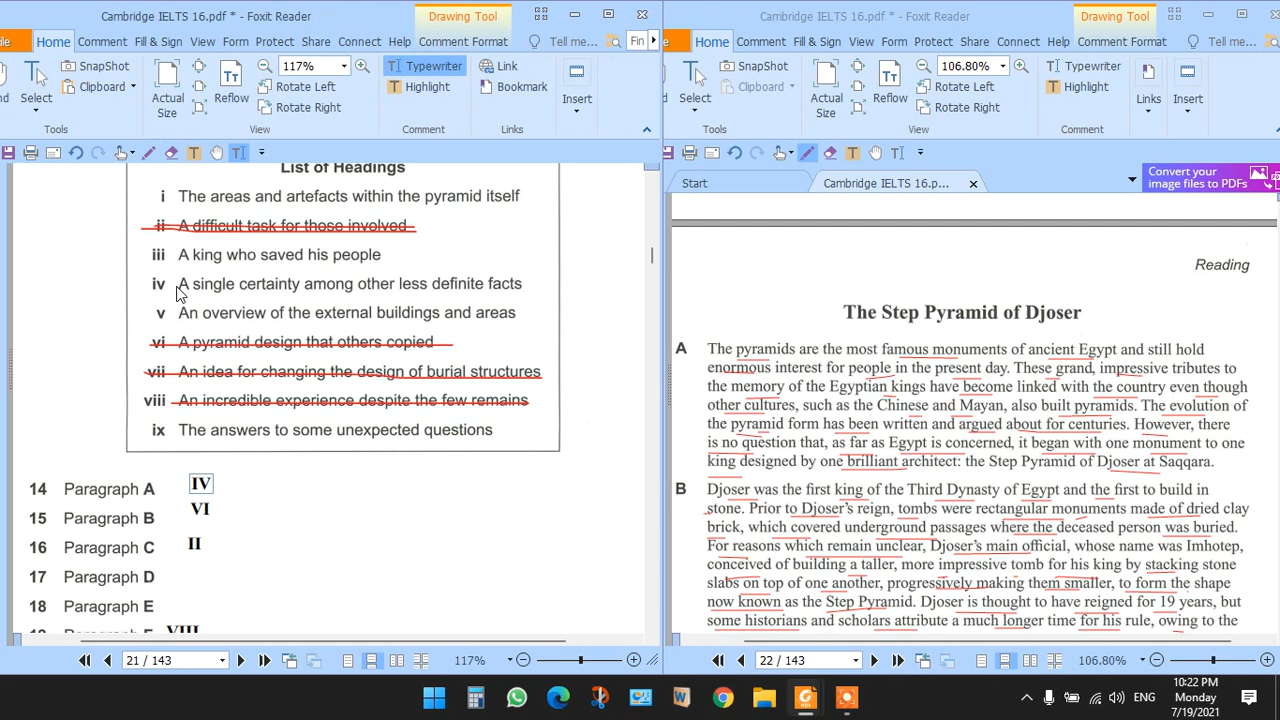 Cambridge IELTS 16.pdf * - Foxit Reader
Drawing Tool
File Home Comment Fill & Sign View Form Protect Share Connect Help Comment Format Tell me... Fin
SnapShot
Clipboard
Select
Actual Size
Reflow
117%
Rotate Left
Rotate Right
Typewriter
Highlight
Link
Bookmark
Insert
Tools
View
Comment
Links
List of Headings
i The areas and artefacts within the pyramid itself
ii A difficult task for those involved
iii A king who saved his people
iv A single certainty among other less definite facts
v An overview of the external buildings and areas
vi A pyramid design that others copied
vii An idea for changing the design of burial structures
viii An incredible experience despite the few remains
ix The answers to some unexpected questions
14 Paragraph A IV
15 Paragraph B VI
16 Paragraph C II
17 Paragraph D
18 Paragraph E
VIII
21 / 143
117%
Cambridge IELTS 16.pdf * - Foxit Reader
Drawing Tool
Home Comment Fill & Sign View Form Protect Share Connect Help Comment Format Tell me...
SnapShot
Clipboard
Select
Actual Size
Reflow
106.80%
Rotate Left
Rotate Right
Typewriter
Highlight
Links
Insert
Tools
View
Comment
Start
Cambridge IELTS 16.p...
Convert your image files to PDFs
Reading
The Step Pyramid of Djoser
A The pyramids are the most famous monuments of ancient Egypt and still hold
enormous interest for people in the present day. These grand, impressive tributes to
the memory of the Egyptian kings have become linked with the country even though
other cultures, such as the Chinese and Mayan, also built pyramids. The evolution of
the pyramid form has been written and argued about for centuries. However, there
is no question that, as far as Egypt is concerned, it began with one monument to one
king designed by one brilliant architect: the Step Pyramid of Djoser at Saqqara.
B Djoser was the first king of the Third Dynasty of Egypt and the first to build in
stone. Prior to Djoser's reign, tombs were rectangular monuments made of dried clay
brick, which covered underground passages where the deceased person was buried.
For reasons which remain unclear, Djoser's main official, whose name was Imhotep,
conceived of building a taller, more impressive tomb for his king by stacking stone
slabs on top of one another, progressively making them smaller, to form the shape
now known as the Step Pyramid. Djoser is thought to have reigned for 19 years, but
some historians and scholars attribute a much longer time for his rule, owing to the
22 / 143
106.80%
10:22 PM
ENG Monday
7/19/2021